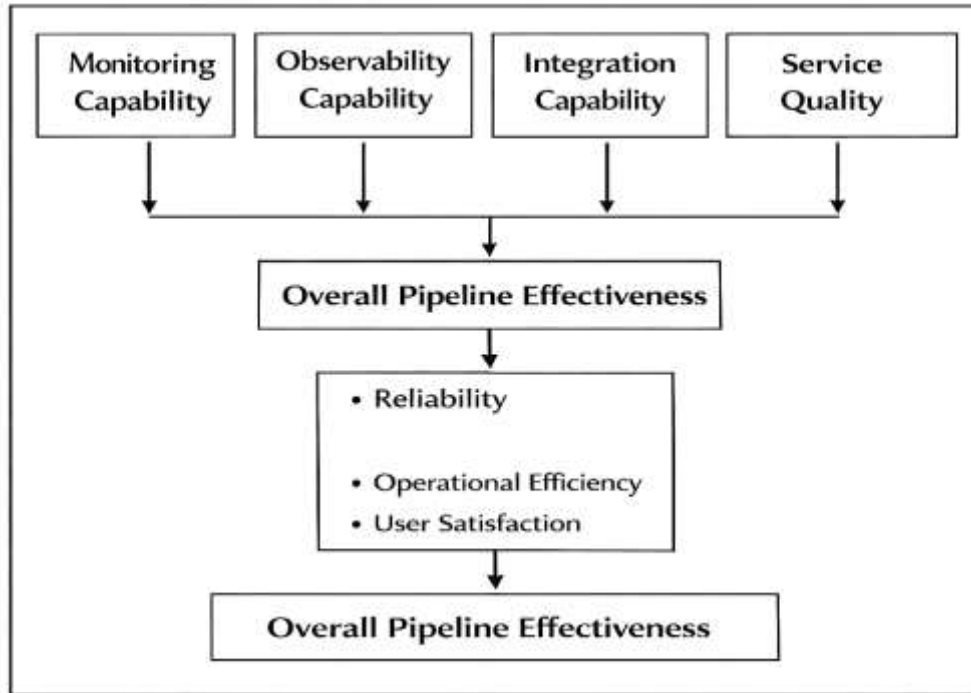 Monitoring
Capability
Observability
Capability
Integration
Capability
Service
Quality
Overall Pipeline Effectiveness
• Reliability
• Operational Efficiency
• User Satisfaction
Overall Pipeline Effectiveness